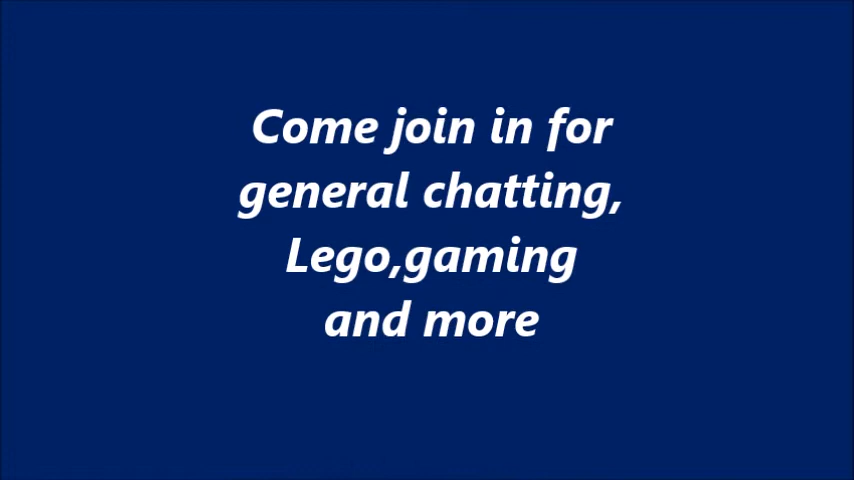 Come join in for
general chatting,
Lego,gaming
and more